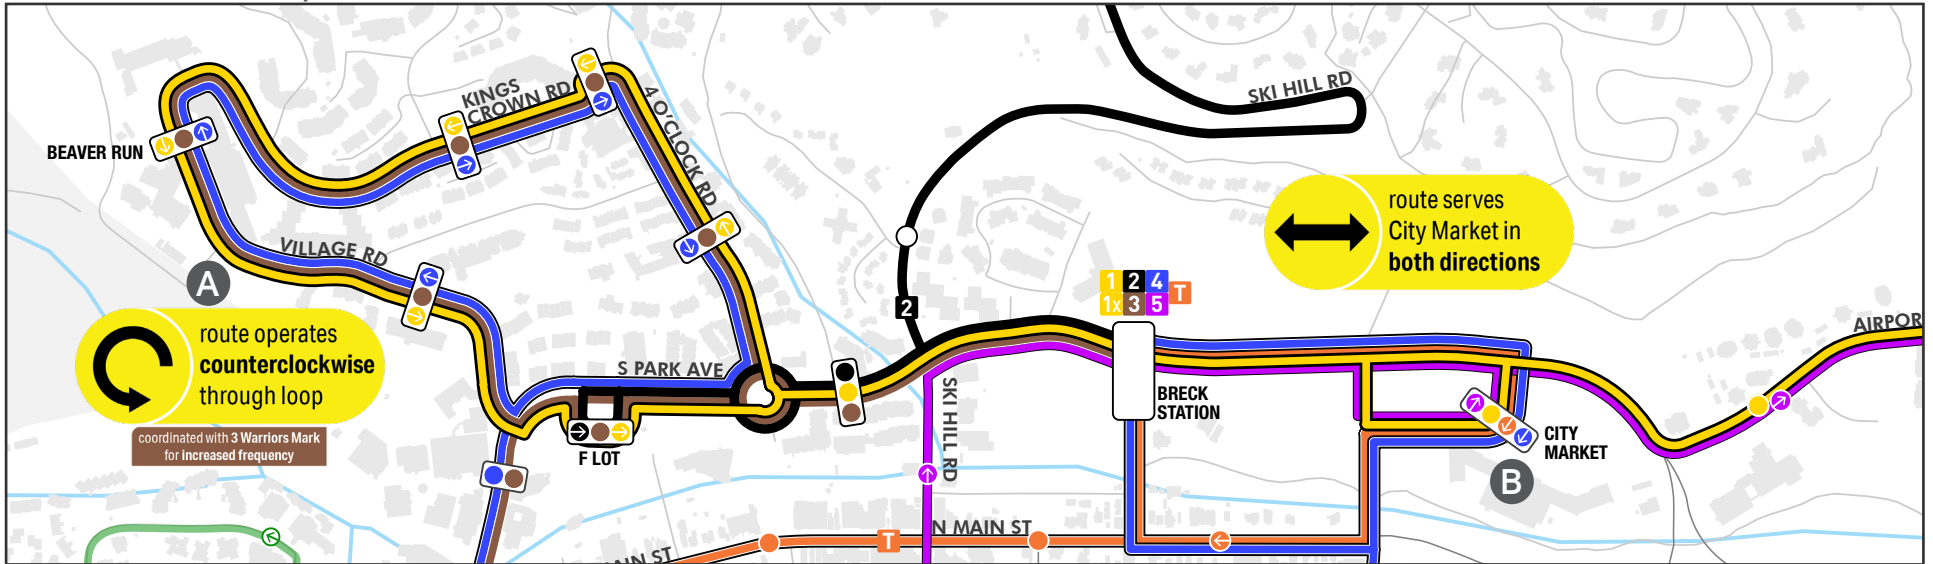 SKI HILL RD
KINGS
CROWN RD
4 O'CLOCK RD
BEAVER RUN
VILLAGE RD
A
route operates
counterclockwise
through loop
coordinated with 3 Warriors Mark
for increased frequency
S PARK AVE
F LOT
2
route serves
City Market in
both directions
1 2 4
1x 3 5
T
BRECK
STATION
SKI HILL RD
CITY
MARKET
B
AIRPOR
N MAIN ST
T
AIN ST